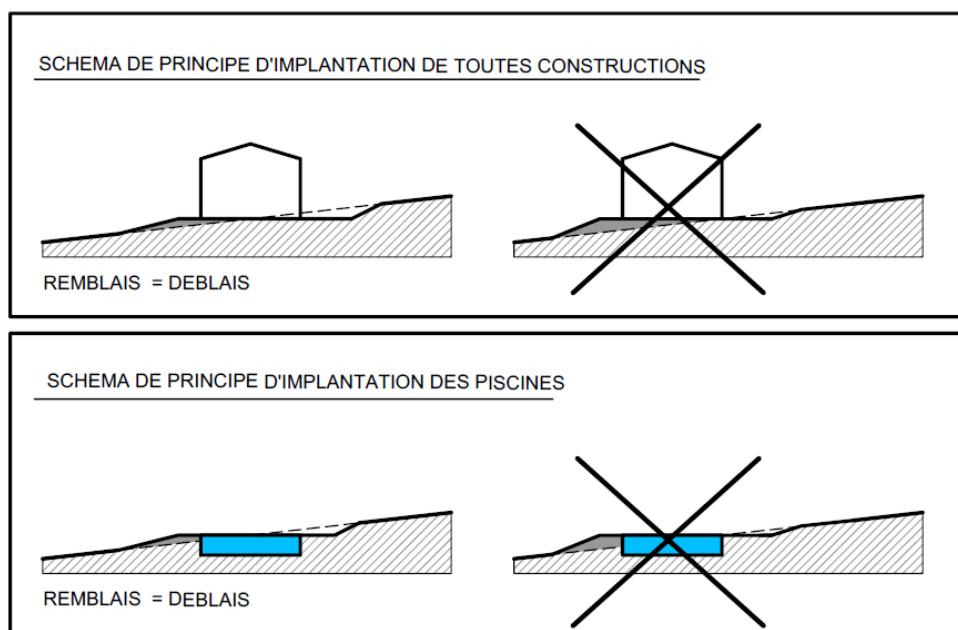 SCHEMA DE PRINCIPE D'IMPLANTATION DE TOUTES CONSTRUCTIONS
REMBLAIS = DEBLAIS
SCHEMA DE PRINCIPE D'IMPLANTATION DES PISCINES
REMBLAIS = DEBLAIS